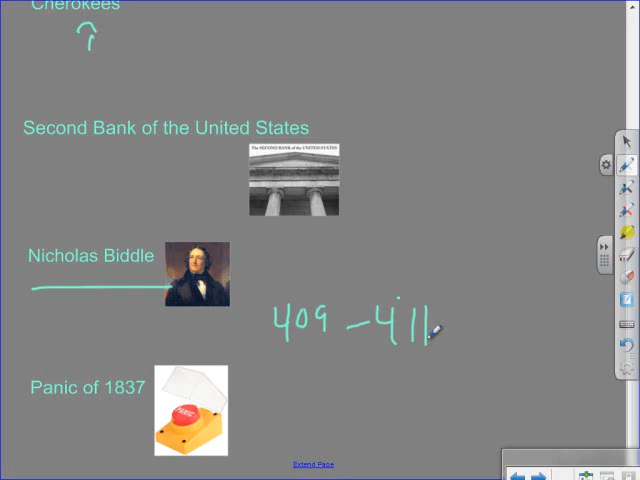 Cherokees
Second Bank of the United States
The SECOND BANK of the UNITED STATES
Nicholas Biddle
409 - 411
Panic of 1837
PANIC
Extend Page